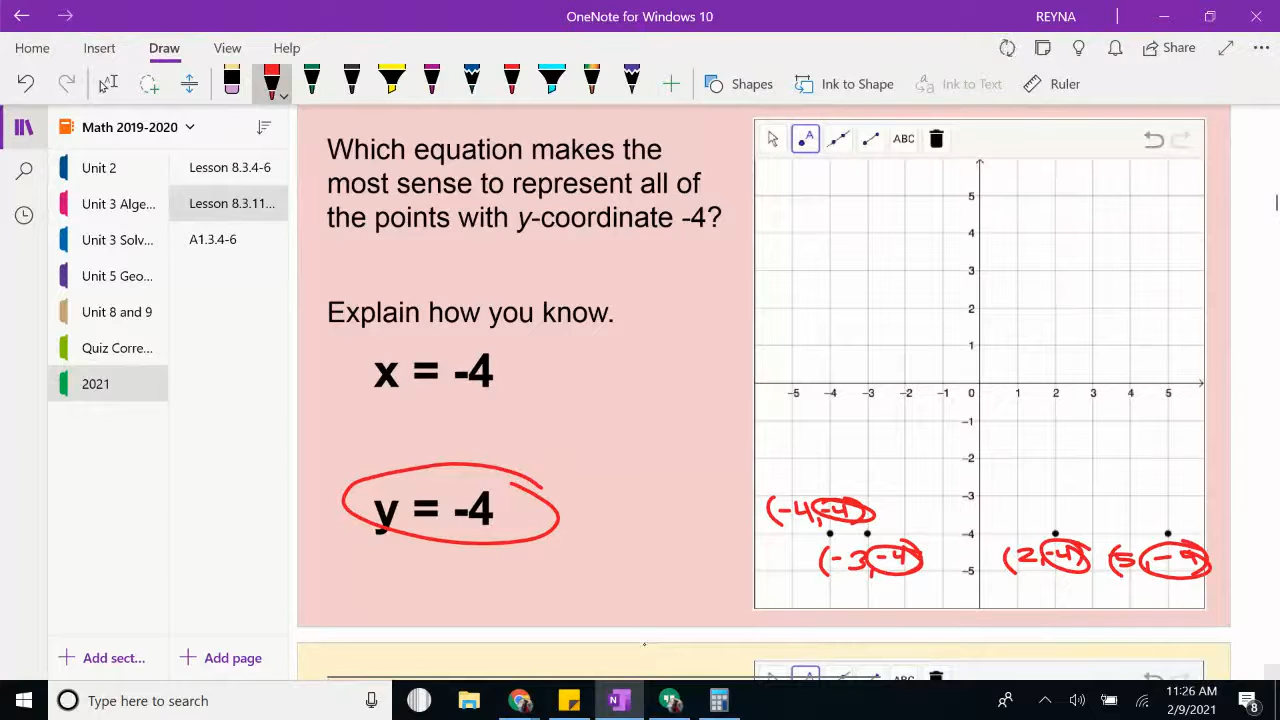 OneNote for Windows 10
REYNA
Home Insert Draw View Help
Share
Shapes
Ink to Shape
Ink to Text
Ruler
Math 2019-2020
Unit 2
Unit 3 Alge...
Unit 3 Solv...
Unit 5 Geo...
Unit 8 and 9
Quiz Corre...
2021
Lesson 8.3.4-6
Lesson 8.3.11...
A1.3.4-6
Which equation makes the
most sense to represent all of
the points with y-coordinate -4?
Explain how you know.
x = -4
y = -4
A
ABC
5
4
3
2
1
-5 -4 -3 -2 -1 0 1 2 3 4 5
-1
-2
-3
-4
-5
(-4,-4)
(-3,-4)
(2,-4)
(5,-4)
ABC
Add sect...
Add page
Type here to search
11:26 AM
2/9/2021
8